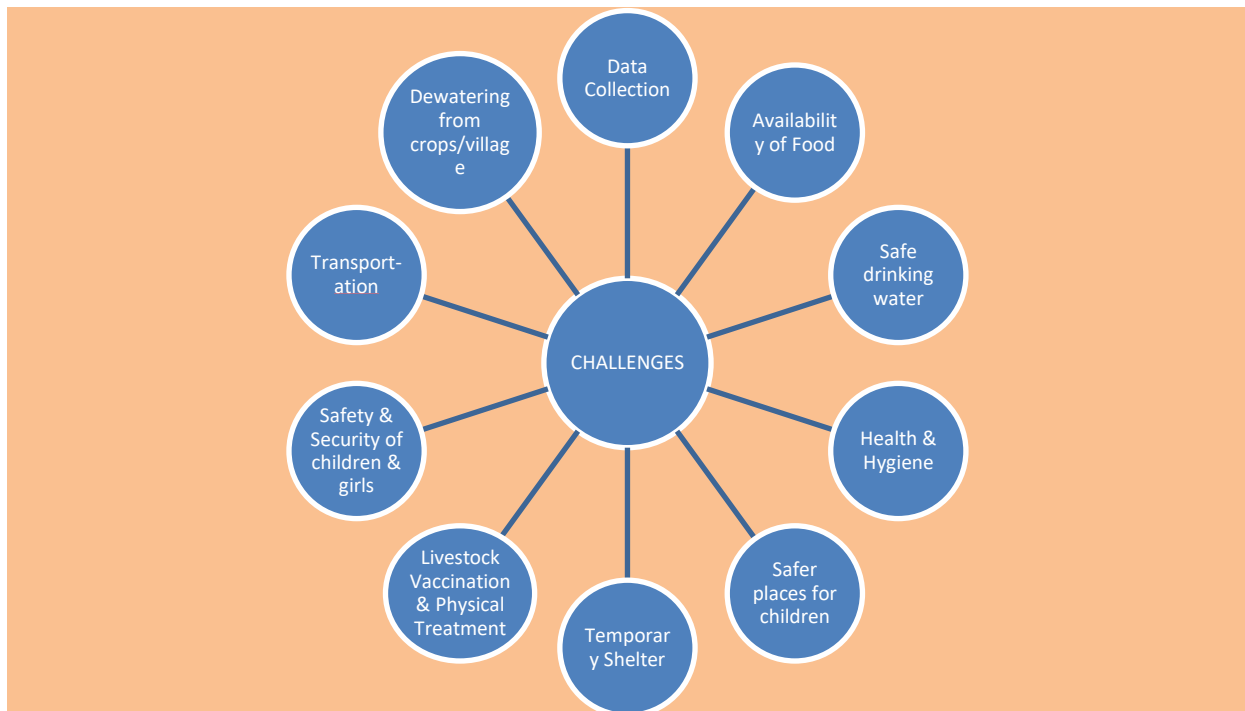 Data
Collection
Availabilit
y of Food
Safe
drinking
water
Health &
Hygiene
Safer
places for
children
Temporar
y Shelter
Livestock
Vaccination
& Physical
Treatment
Safety &
Security of
children &
girls
Transport-
ation
Dewatering
from
crops/villag
e
CHALLENGES